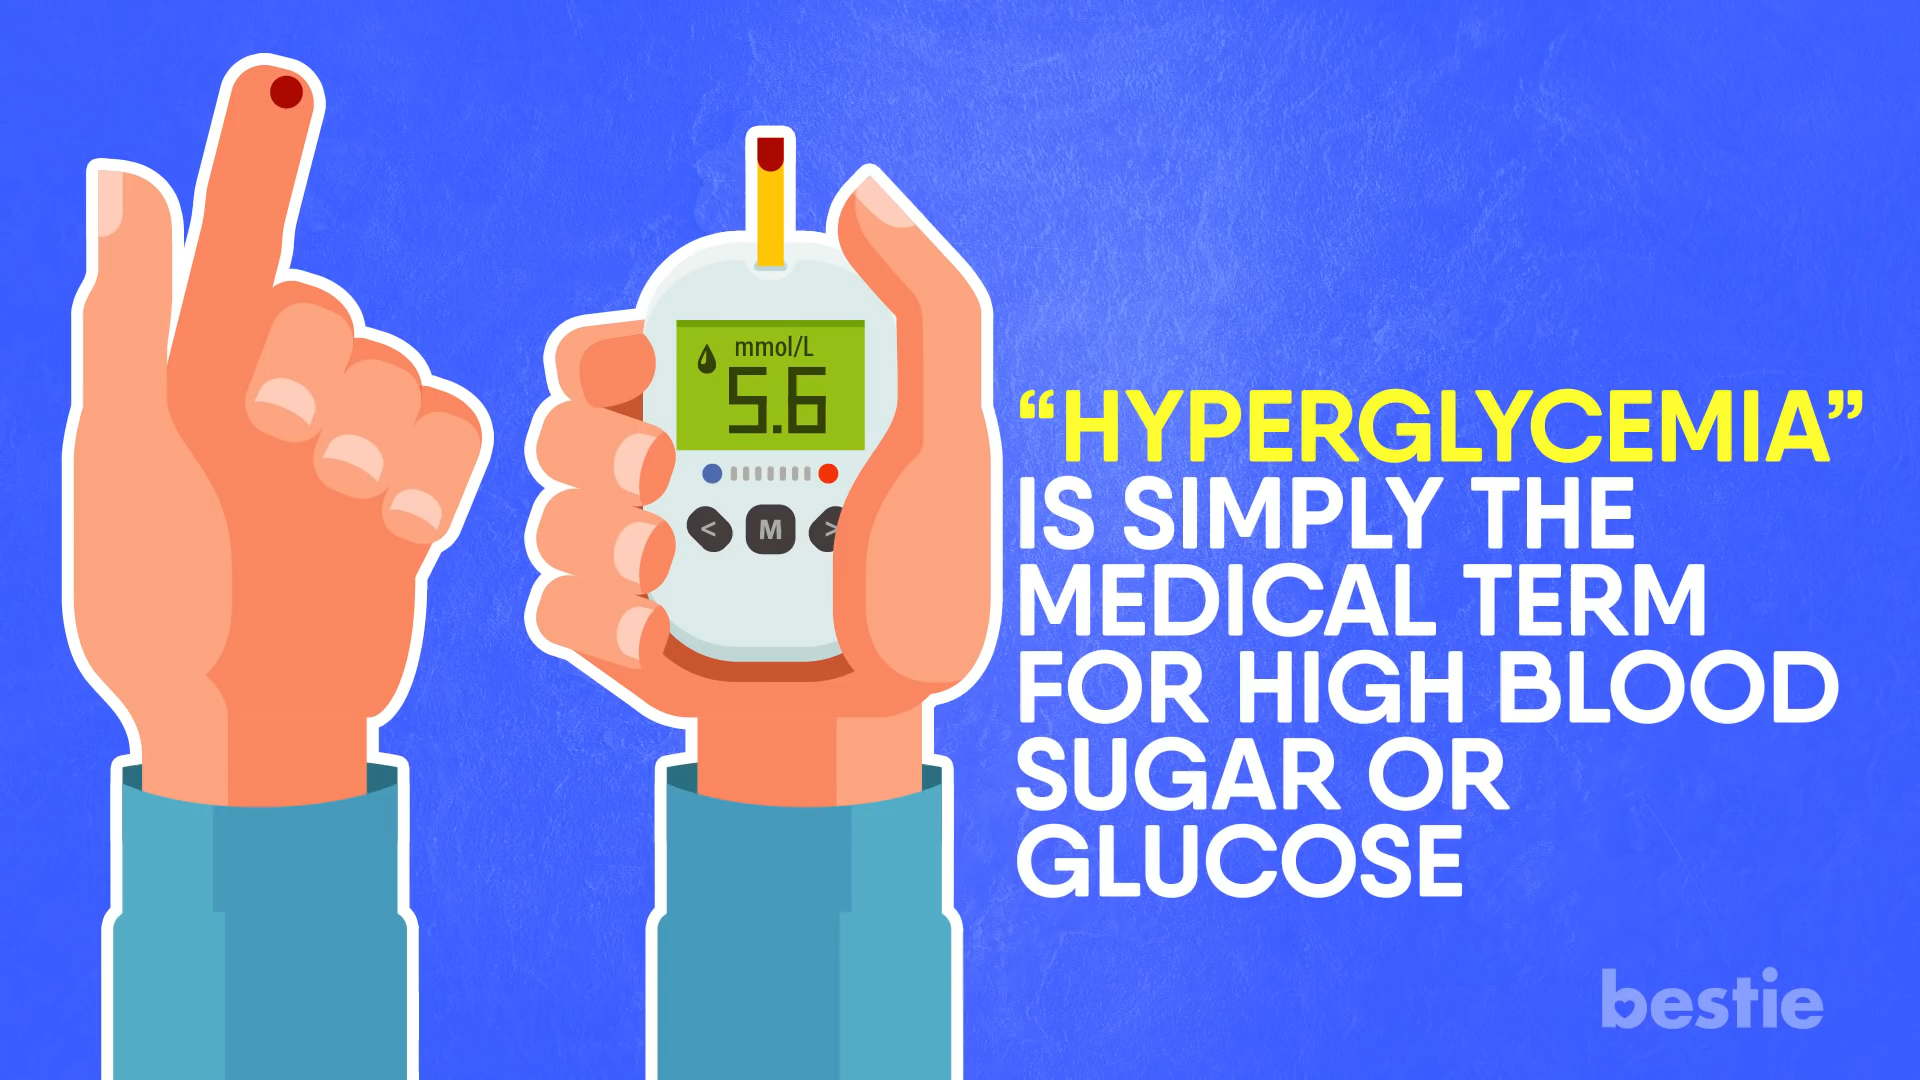 mmol/L
5.6
< M >
“HYPERGLYCEMIA”
IS SIMPLY THE
MEDICAL TERM
FOR HIGH BLOOD
SUGAR OR
GLUCOSE
bestie